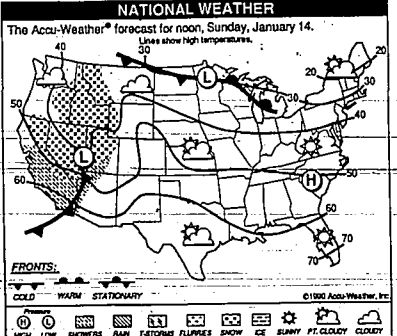 NATIONAL WEATHER
The Accu-Weather® forecast for noon, Sunday, January 14.
Lines show high temperatures.
40 30 20
20
30
30
50 40
L
L
50
60 H
60
70
70
FRONTS:
COLD WARM STATIONARY
©1990 Accu-Weather, Inc.
Pressure
H L
HIGH LOW SHOWERS RAIN T-STORMS FLURRIES SNOW ICE SUNNY PT. CLOUDY CLOUDY